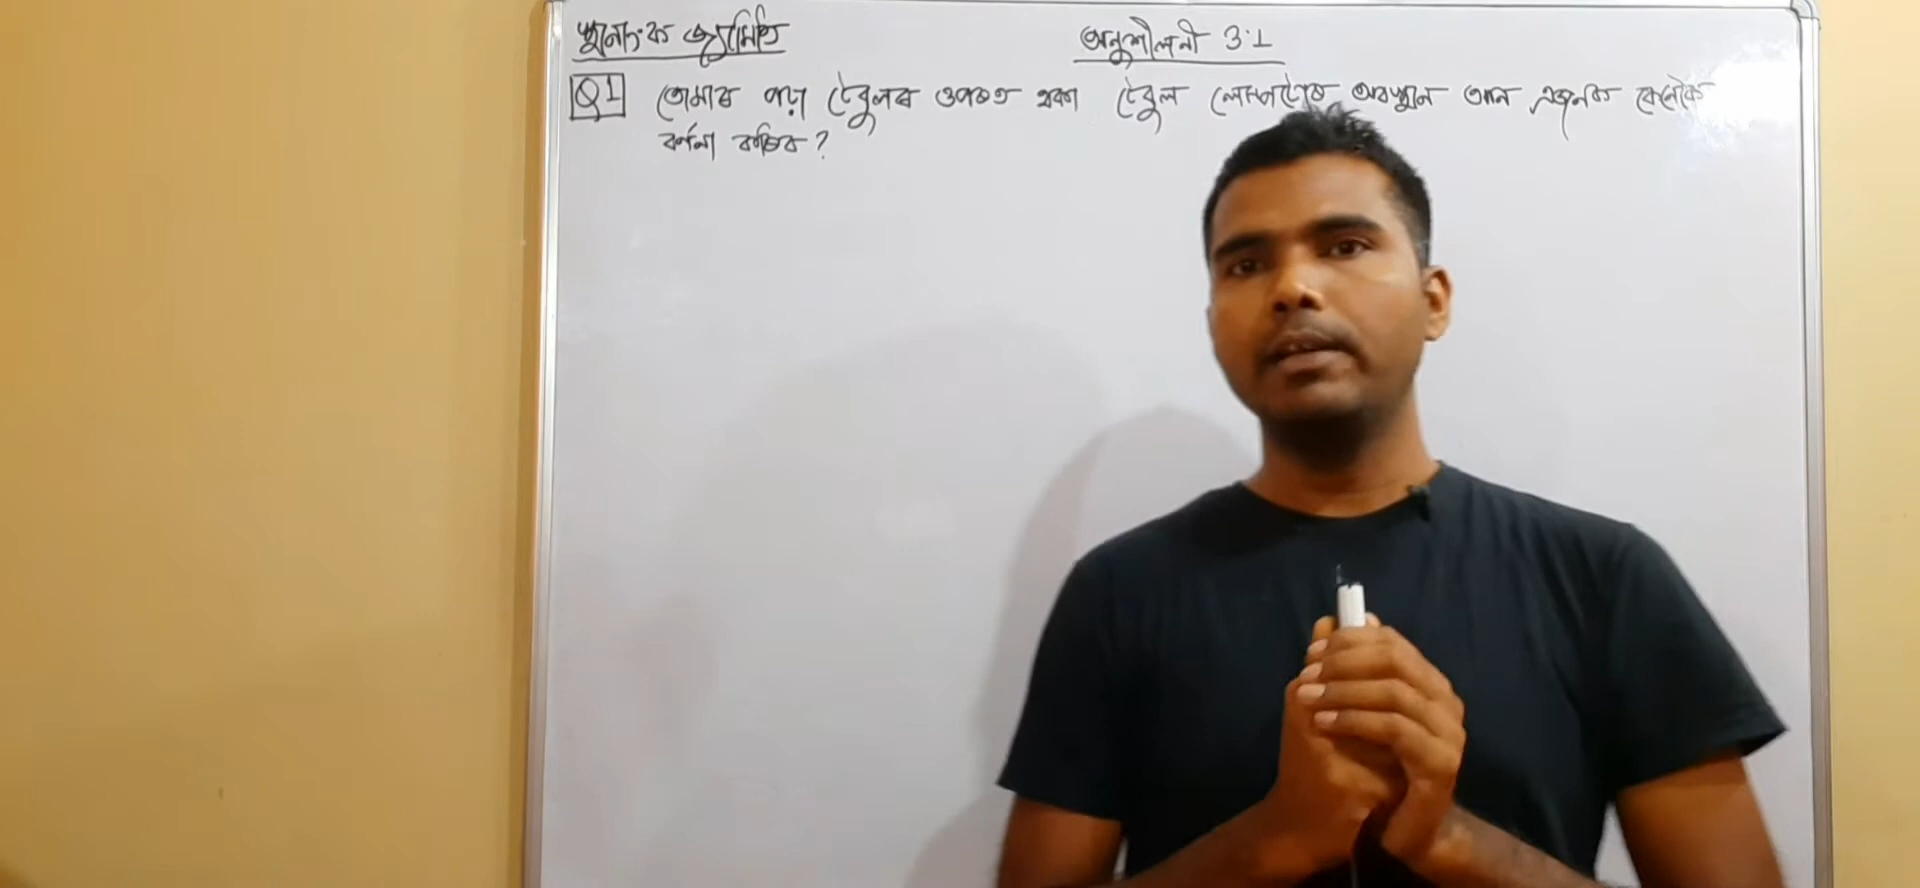 স্থানাংক জ্যামিতি
অনুশীলনী 3.1
Q1 তোমাৰ পঢ়া টেবুলৰ ওপৰত থকা টেবুল লেম্পটোৰ অৱস্থান আন এজনক কেনেকৈ
বৰ্ণনা কৰিবা?